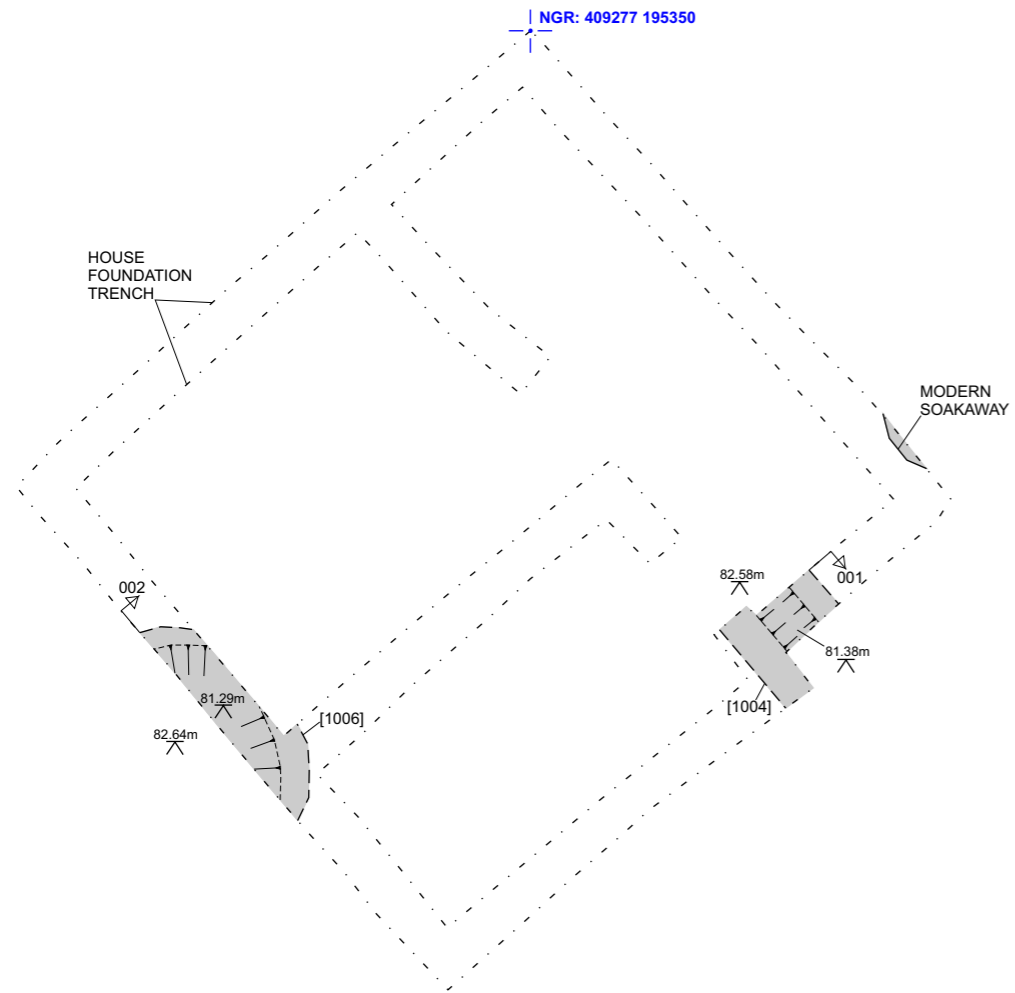 NGR: 409277 195350
HOUSE
FOUNDATION
TRENCH
MODERN
SOAKAWAY
82.58m
001
002
81.38m
81.29m
[1004]
[1006]
82.64m